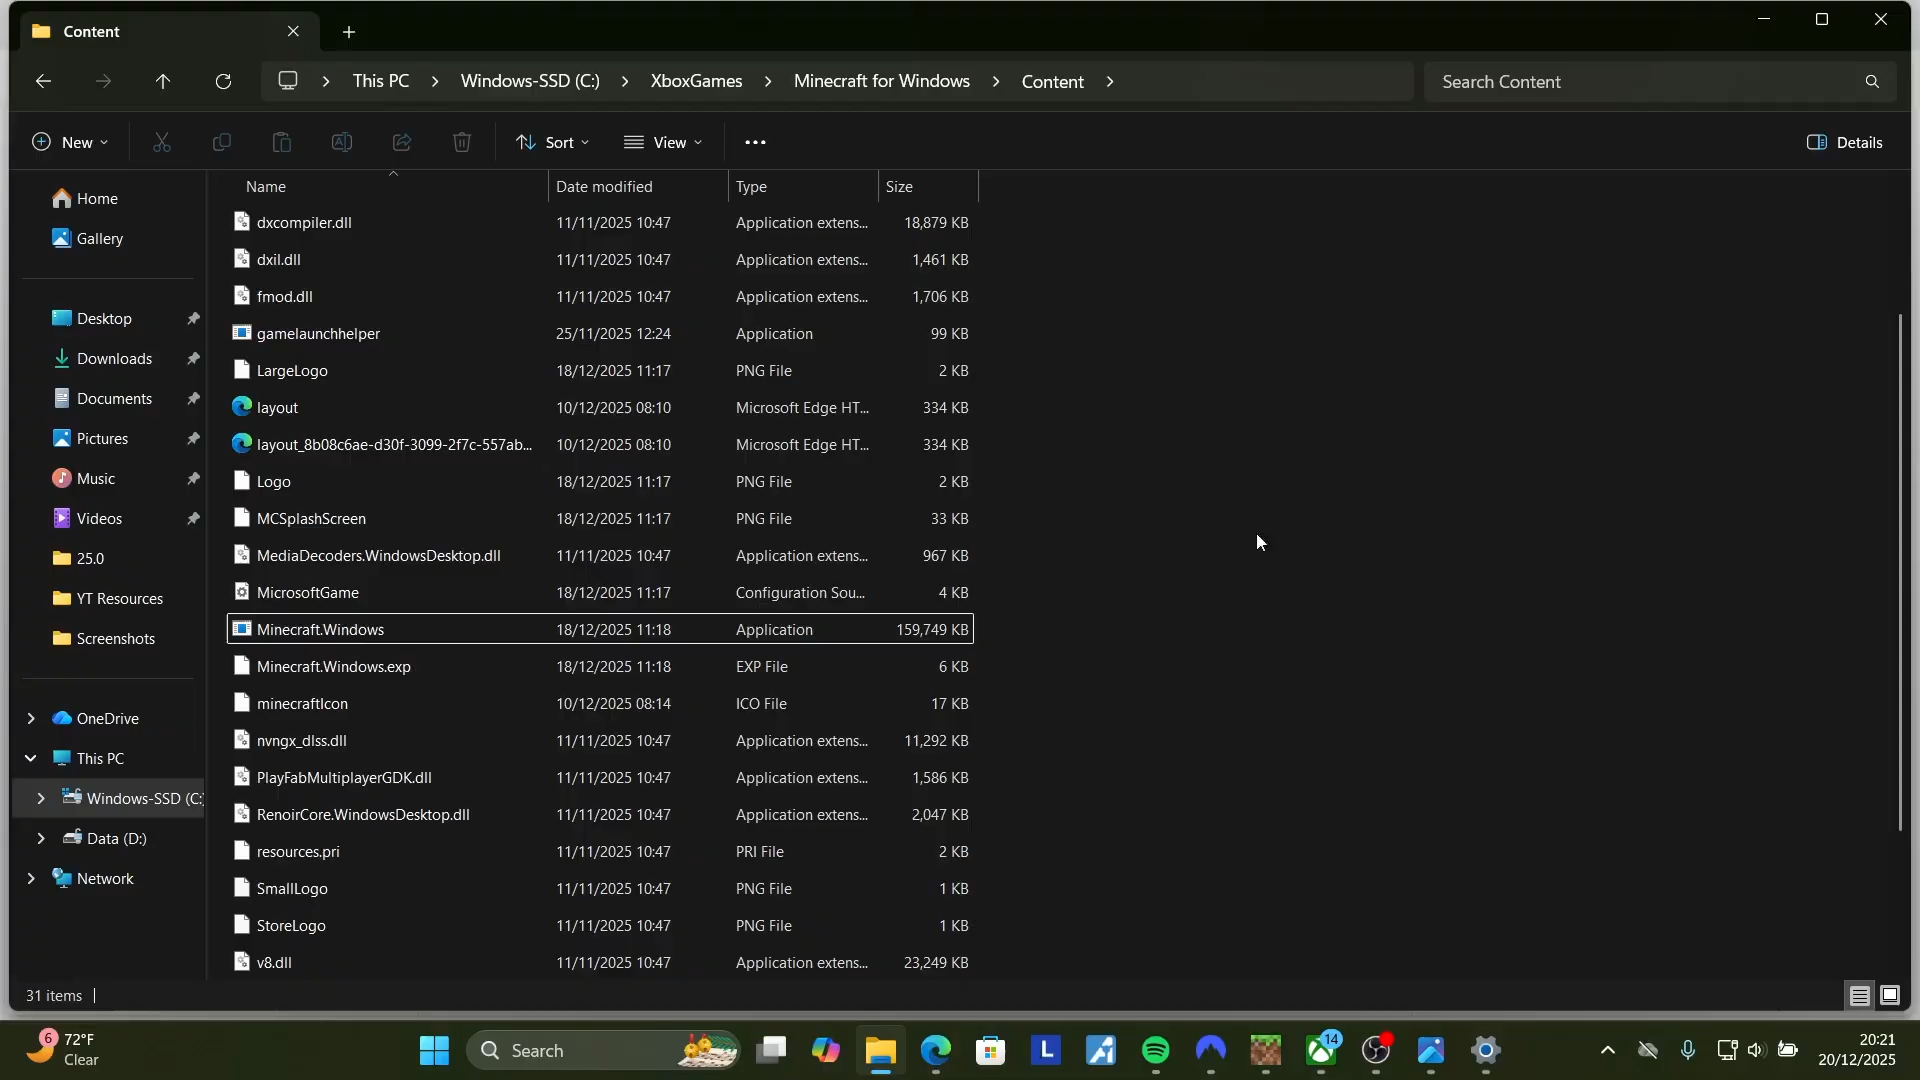 Content
This PC
Windows-SSD (C:)
XboxGames
Minecraft for Windows
Content
Search Content
New
Sort
View
Details
Name
Date modified
Type
Size
Home
Gallery
Desktop
Downloads
Documents
Pictures
Music
Videos
25.0
YT Resources
Screenshots
OneDrive
This PC
Windows-SSD (C:
Data (D:)
Network
dxcompiler.dll 11/11/2025 10:47 Application extens... 18,879 KB
dxil.dll 11/11/2025 10:47 Application extens... 1,461 KB
fmod.dll 11/11/2025 10:47 Application extens... 1,706 KB
gamelaunchhelper 25/11/2025 12:24 Application 99 KB
LargeLogo 18/12/2025 11:17 PNG File 2 KB
layout 10/12/2025 08:10 Microsoft Edge HT... 334 KB
layout_8b08c6ae-d30f-3099-2f7c-557ab... 10/12/2025 08:10 Microsoft Edge HT... 334 KB
Logo 18/12/2025 11:17 PNG File 2 KB
MCSplashScreen 18/12/2025 11:17 PNG File 33 KB
MediaDecoders.WindowsDesktop.dll 11/11/2025 10:47 Application extens... 967 KB
MicrosoftGame 18/12/2025 11:17 Configuration Sou... 4 KB
Minecraft.Windows 18/12/2025 11:18 Application 159,749 KB
Minecraft.Windows.exp 18/12/2025 11:18 EXP File 6 KB
minecraftIcon 10/12/2025 08:14 ICO File 17 KB
nvngx_dlss.dll 11/11/2025 10:47 Application extens... 11,292 KB
PlayFabMultiplayerGDK.dll 11/11/2025 10:47 Application extens... 1,586 KB
RenoirCore.WindowsDesktop.dll 11/11/2025 10:47 Application extens... 2,047 KB
resources.pri 11/11/2025 10:47 PRI File 2 KB
SmallLogo 11/11/2025 10:47 PNG File 1 KB
StoreLogo 11/11/2025 10:47 PNG File 1 KB
v8.dll 11/11/2025 10:47 Application extens... 23,249 KB
31 items
6
72°F
Clear
Search
L
14
20:21
20/12/2025